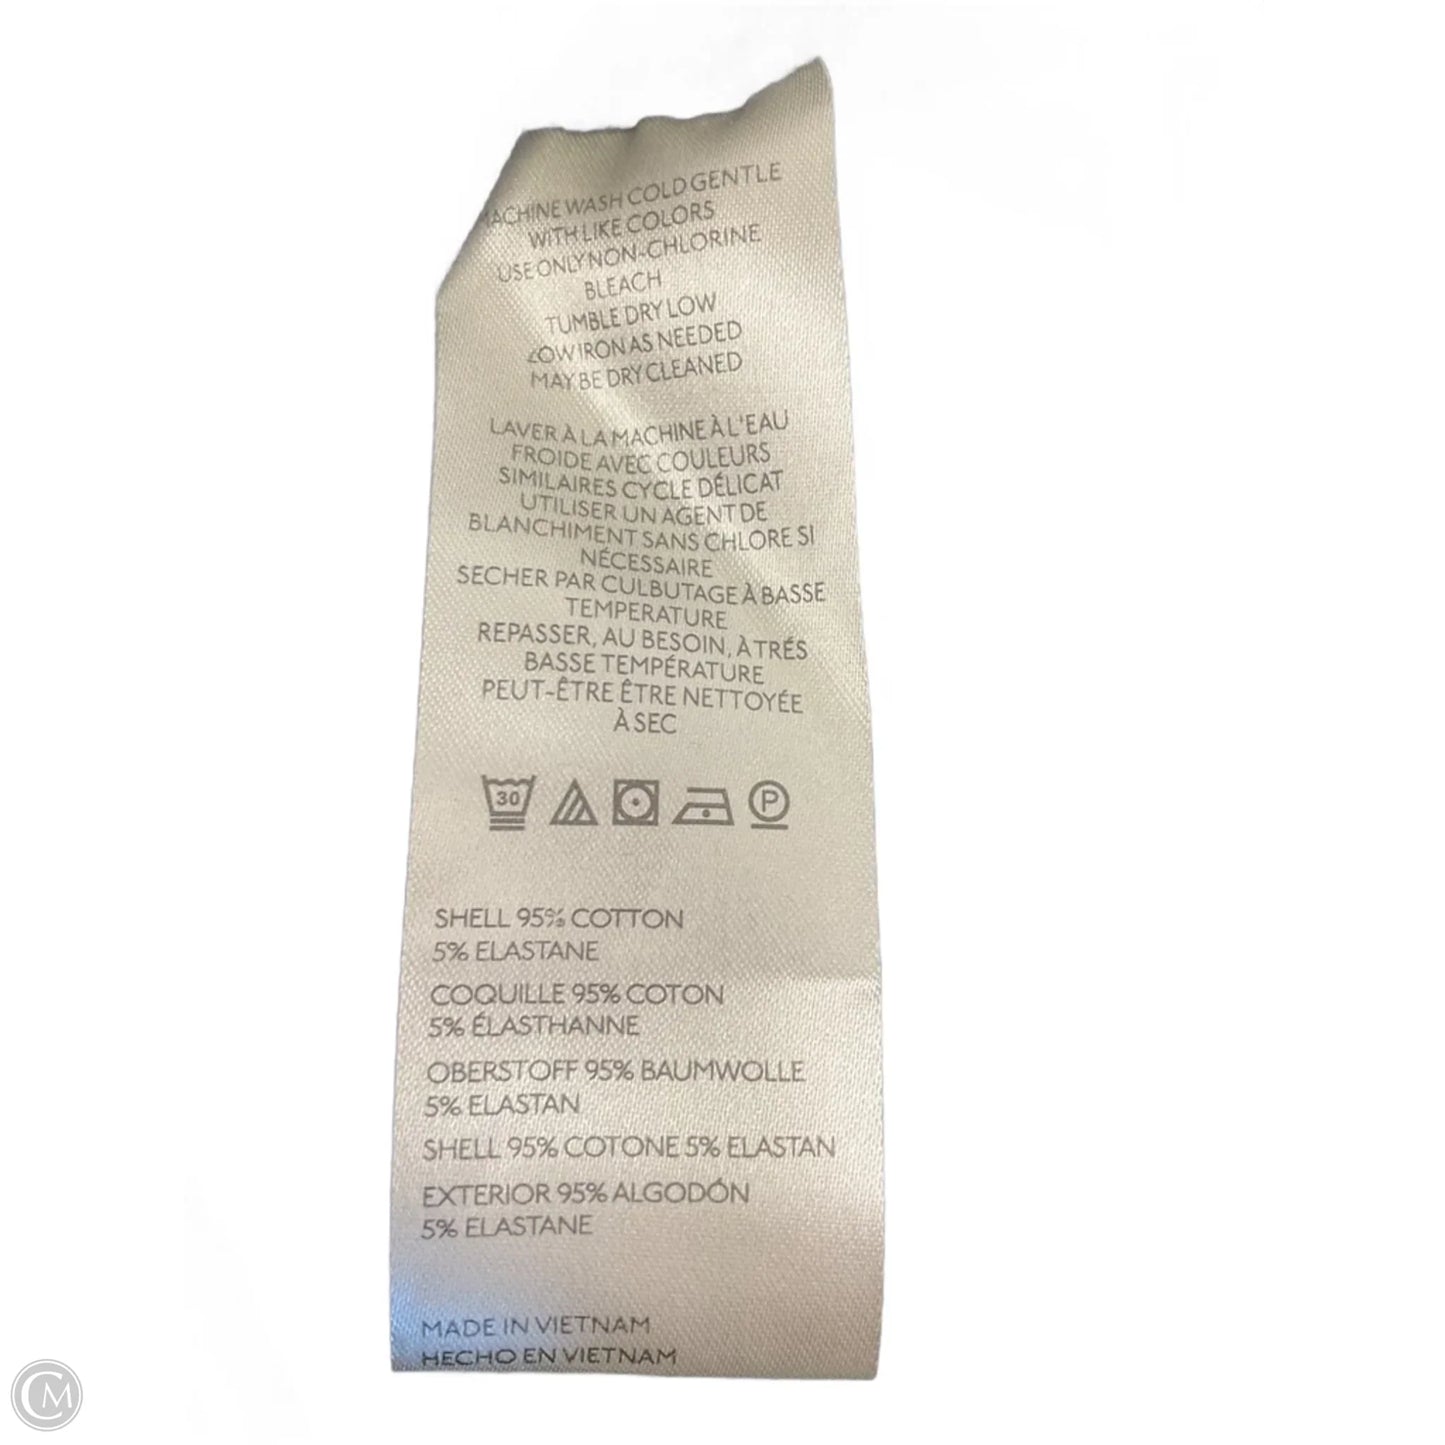 MACHINE WASH COLD GENTLE
WITH LIKE COLORS
USE ONLY NON-CHLORINE
BLEACH
TUMBLE DRY LOW
LOW IRON AS NEEDED
MAY BE DRY CLEANED
LAVER À LA MACHINE À L'EAU
FROIDE AVEC COULEURS
SIMILAIRES CYCLE DÉLICAT
UTILISER UN AGENT DE
BLANCHIMENT SANS CHLORE SI
NÉCESSAIRE
SECHER PAR CULBUTAGE À BASSE
TEMPERATURE
REPASSER, AU BESOIN, À TRÉS
BASSE TEMPÉRATURE
PEUT-ÊTRE ÊTRE NETTOYÉE
À SEC
30 P
SHELL 95% COTTON
5% ELASTANE
COQUILLE 95% COTON
5% ÉLASTHANNE
OBERSTOFF 95% BAUMWOLLE
5% ELASTAN
SHELL 95% COTONE 5% ELASTAN
EXTERIOR 95% ALGODÓN
5% ELASTANE
MADE IN VIETNAM
HECHO EN VIETNAM
CM